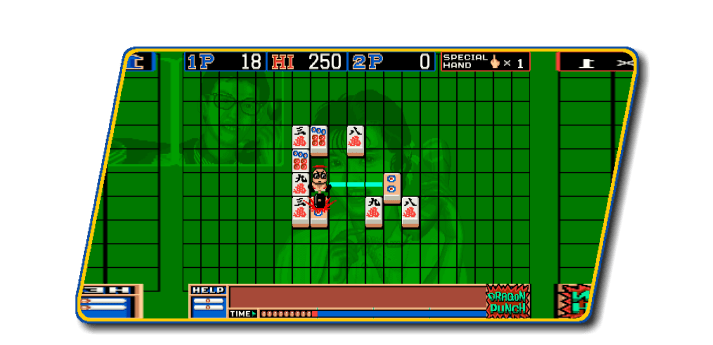 1P 18 HI 250 2P 0 SPECIAL HAND × 1
三
八
九
三
九
八
HELP
DRAGON PUNCH
TIME